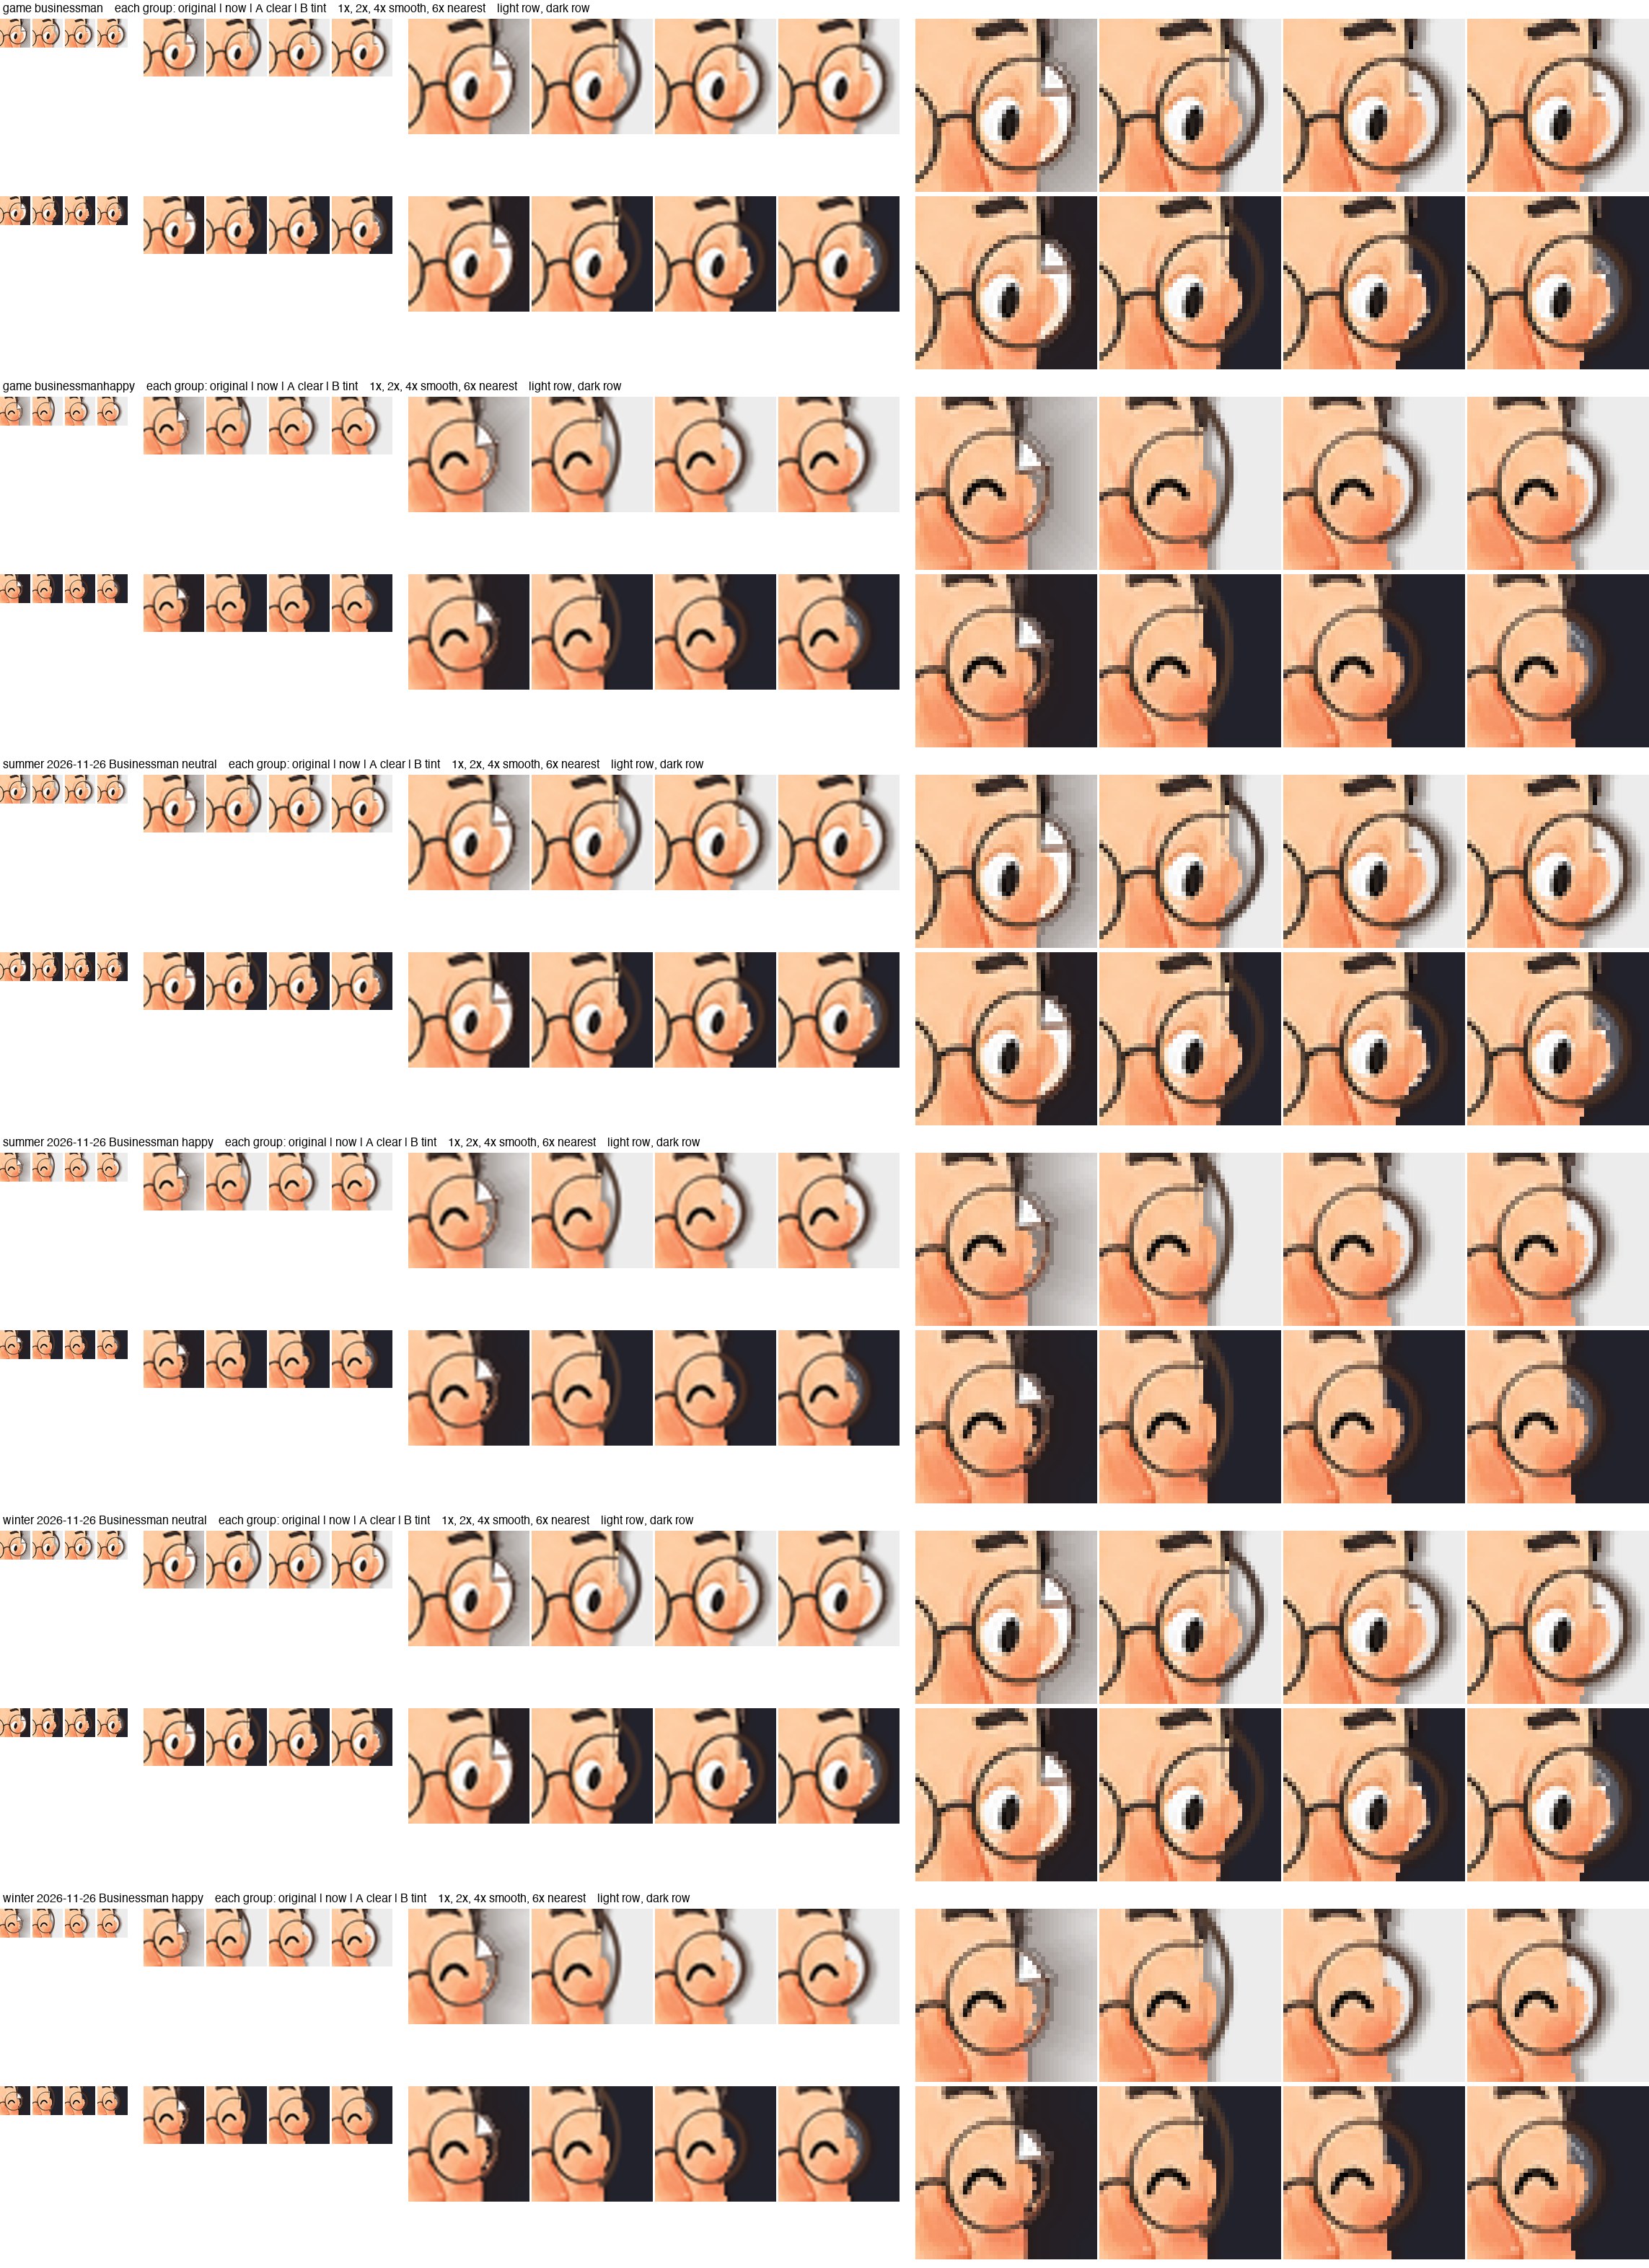 game businessman each group: original | now | A clear | B tint 1x, 2x, 4x smooth, 6x nearest light row, dark row
game businessmanhappy each group: original | now | A clear | B tint 1x, 2x, 4x smooth, 6x nearest light row, dark row
summer 2026-11-26 Businessman neutral each group: original | now | A clear | B tint 1x, 2x, 4x smooth, 6x nearest light row, dark row
summer 2026-11-26 Businessman happy each group: original | now | A clear | B tint 1x, 2x, 4x smooth, 6x nearest light row, dark row
winter 2026-11-26 Businessman neutral each group: original | now | A clear | B tint 1x, 2x, 4x smooth, 6x nearest light row, dark row
winter 2026-11-26 Businessman happy each group: original | now | A clear | B tint 1x, 2x, 4x smooth, 6x nearest light row, dark row